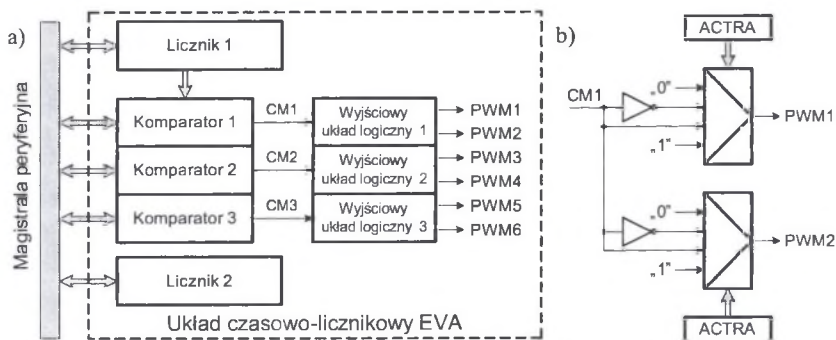 a)
Magistrala peryferyjna
Licznik 1
Komparator 1
Komparator 2
Komparator 3
Licznik 2
CM1
CM2
CM3
Wyjściowy
układ logiczny 1
Wyjściowy
układ logiczny 2
Wyjściowy
układ logiczny 3
PWM1
PWM2
PWM3
PWM4
PWM5
PWM6
Układ czasowo-licznikowy EVA
b)
ACTRA
„0”
CM1
„1”
PWM1
„0”
„1”
PWM2
ACTRA